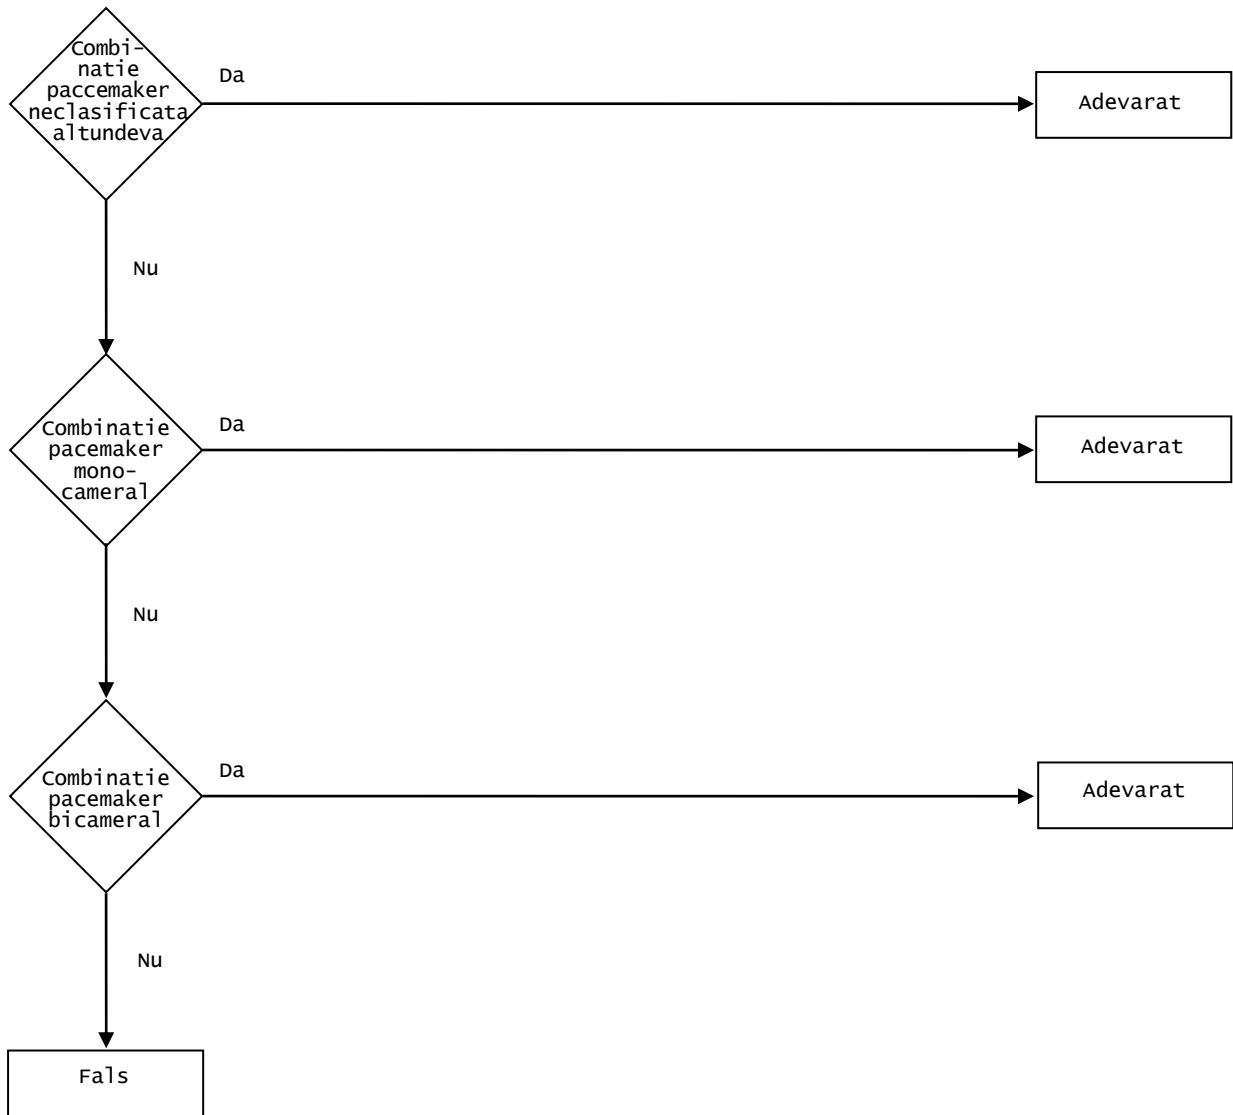 Combi-
natie
paccemaker
neclasificata
altundeva
Da
Adevarat
Nu
Combinatie
pacemaker
mono-
cameral
Da
Adevarat
Nu
Combinatie
pacemaker
bicameral
Da
Adevarat
Nu
Fals